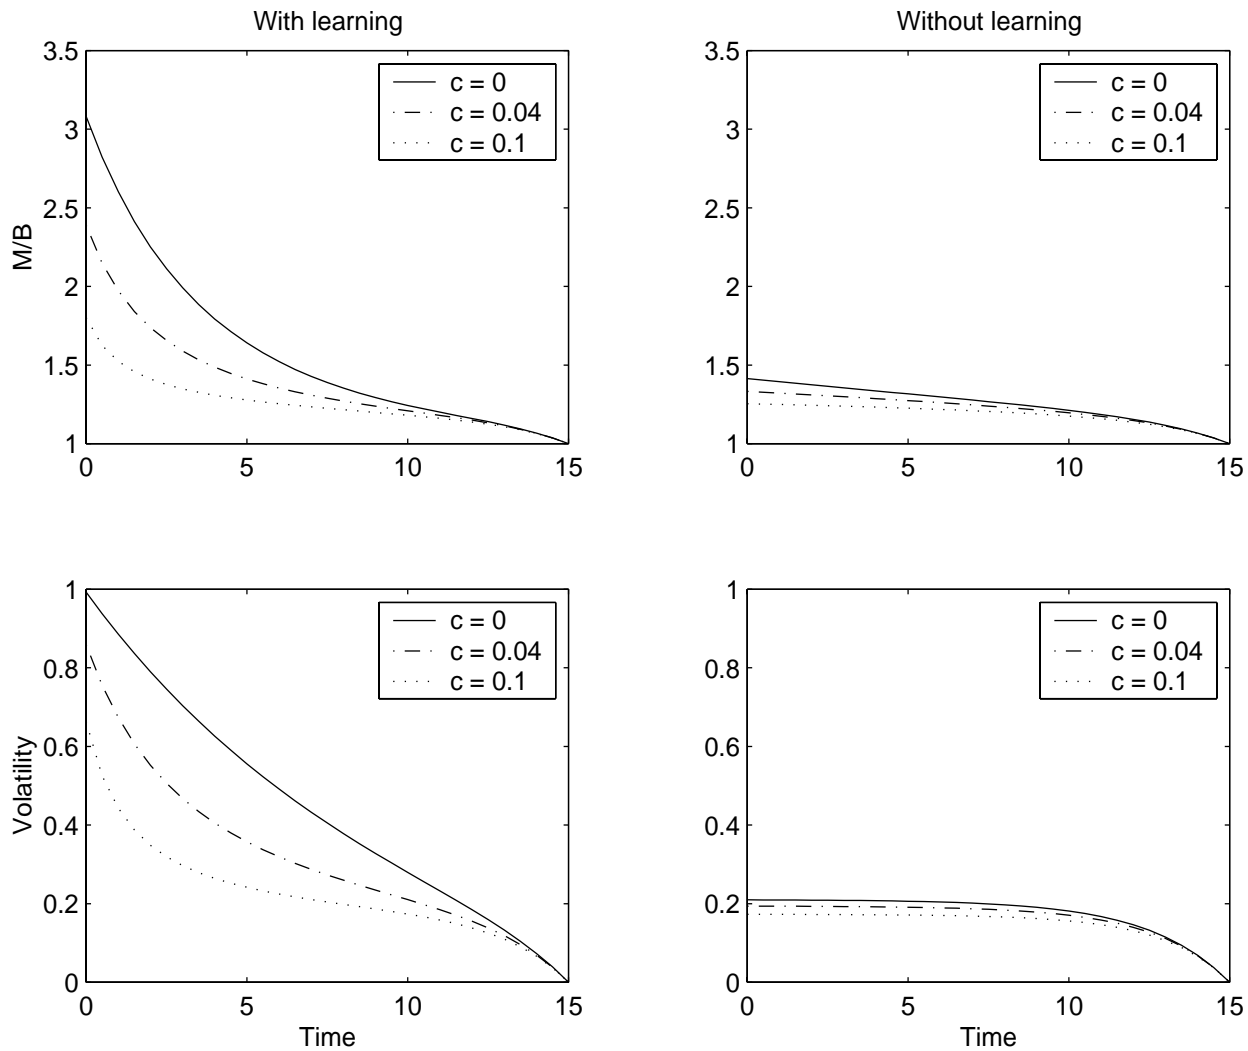 With learning
Without learning
3.5
3
2.5
2
1.5
1
M/B
c = 0
c = 0.04
c = 0.1
0
5
10
15
3.5
3
2.5
2
1.5
1
c = 0
c = 0.04
c = 0.1
0
5
10
15
1
0.8
0.6
0.4
0.2
0
Volatility
c = 0
c = 0.04
c = 0.1
0
5
10
15
Time
1
0.8
0.6
0.4
0.2
0
c = 0
c = 0.04
c = 0.1
0
5
10
15
Time